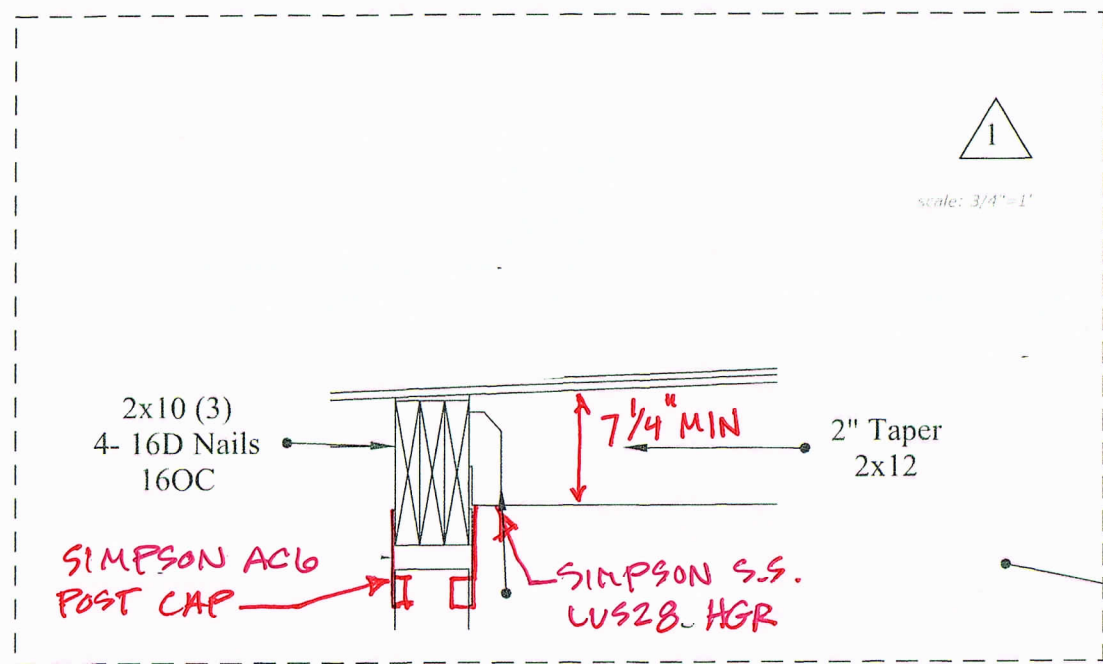 1
scale: 3/4"=1'
2x10 (3)
4- 16D Nails
16OC
7 1/4" MIN
2" Taper
2x12
SIMPSON AC6
POST CAP
SIMPSON S.S.
LUS28 HGR